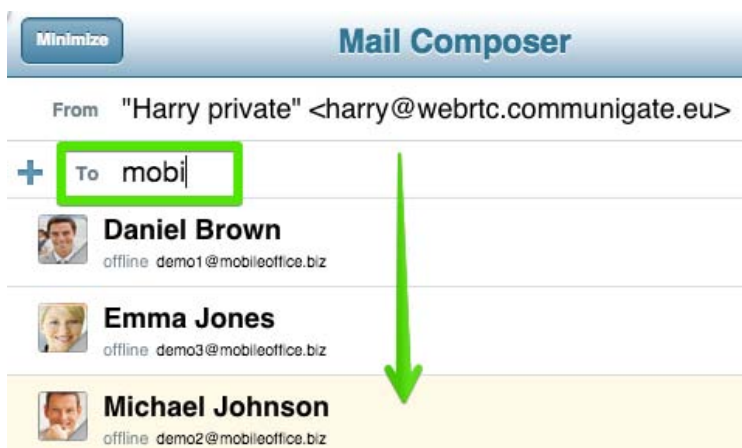 Minimize
Mail Composer
From "Harry private" <harry@webrtc.communigate.eu>
To mobi
Daniel Brown
offline demo1@mobileoffice.biz
Emma Jones
offline demo3@mobileoffice.biz
Michael Johnson
offline demo2@mobileoffice.biz